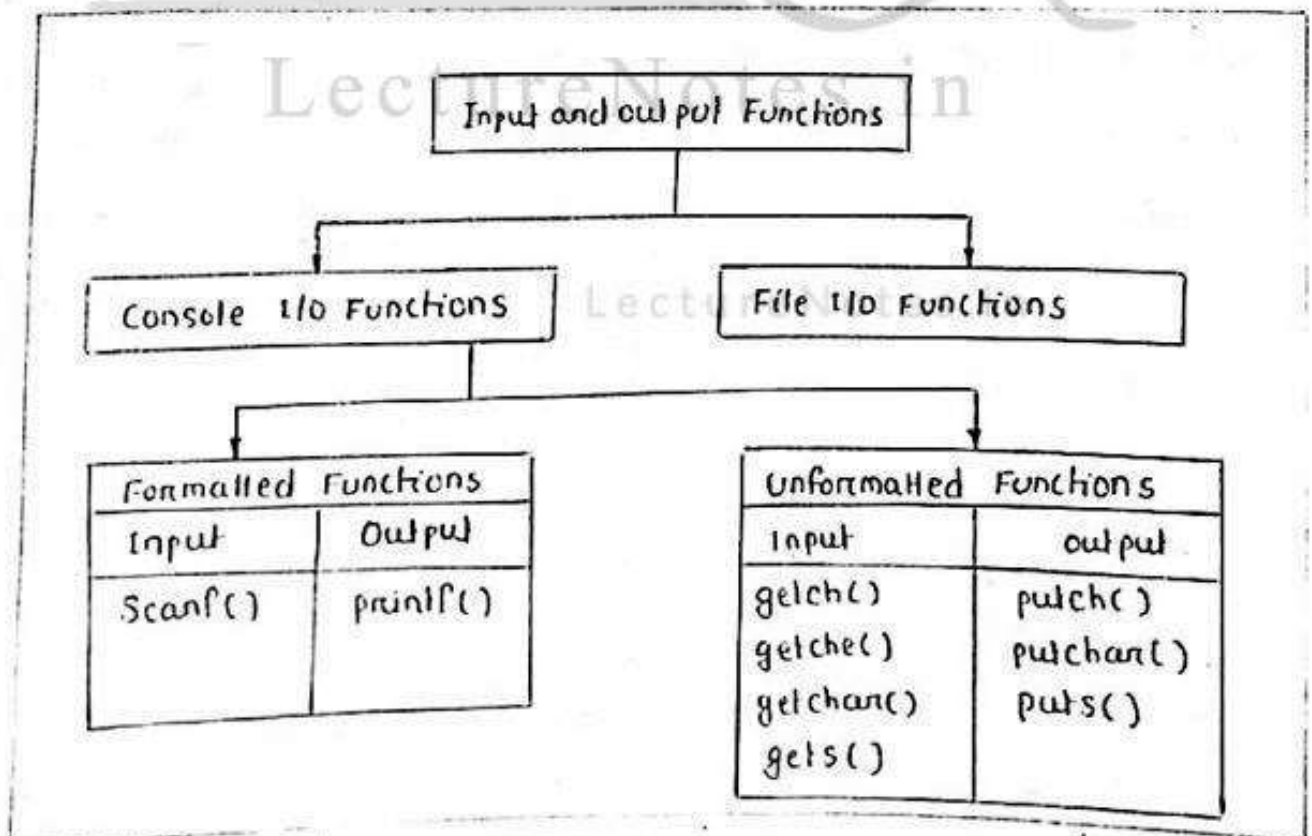 LectureNotes in
Input and output Functions
Console I/O Functions
File I/O Functions
LectureNotes
Formatted Functions
Input Output
Scanf() printf()
Unformatted Functions
Input output
getch() putch()
getche() putchar()
getchar() puts()
gets()